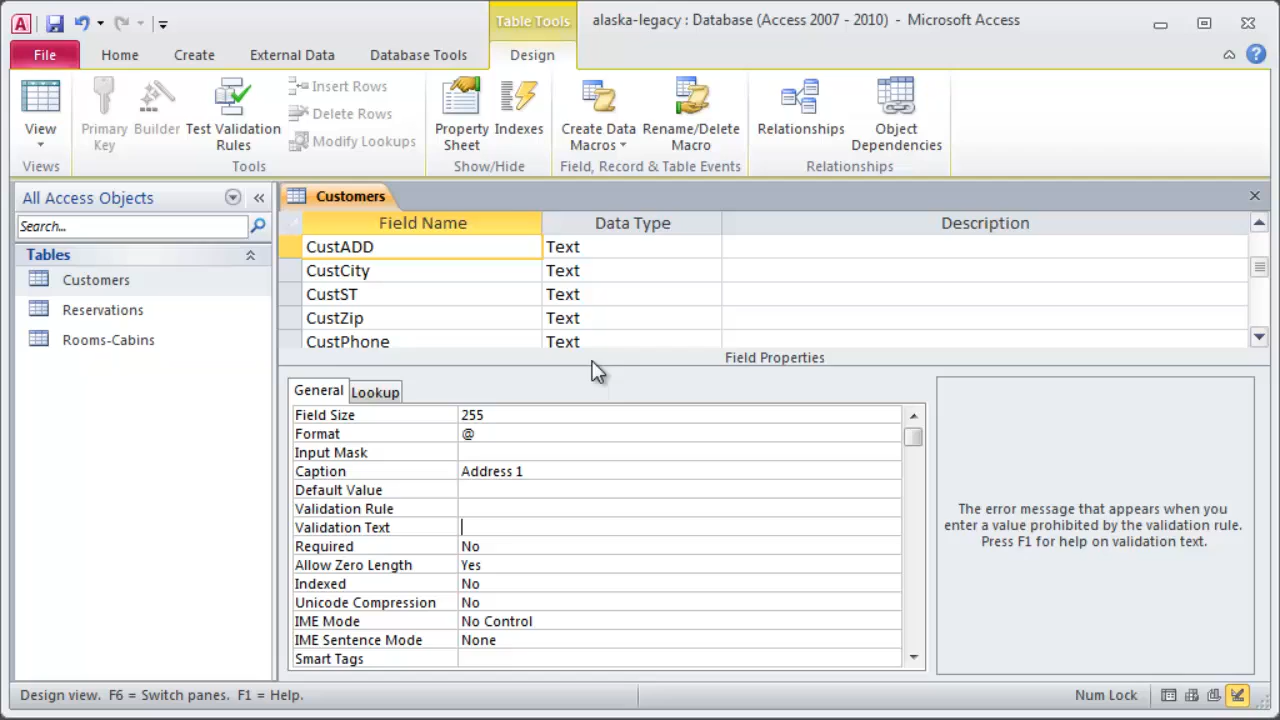 Table Tools
alaska-legacy : Database (Access 2007 - 2010) - Microsoft Access
File Home Create External Data Database Tools Design
View
Primary Key
Builder
Test Validation Rules
Insert Rows
Delete Rows
Modify Lookups
Property Sheet
Indexes
Create Data Macros
Rename/Delete Macro
Relationships
Object Dependencies
Views Tools Show/Hide Field, Record & Table Events Relationships
All Access Objects «
Search...
Tables
Customers
Reservations
Rooms-Cabins
Customers
Field Name Data Type Description
CustADD Text
CustCity Text
CustST Text
CustZip Text
CustPhone Text
Field Properties
General Lookup
Field Size 255
Format @
Input Mask
Caption Address 1
Default Value
Validation Rule
Validation Text
Required No
Allow Zero Length Yes
Indexed No
Unicode Compression No
IME Mode No Control
IME Sentence Mode None
Smart Tags
The error message that appears when you
enter a value prohibited by the validation rule.
Press F1 for help on validation text.
Design view. F6 = Switch panes. F1 = Help. Num Lock